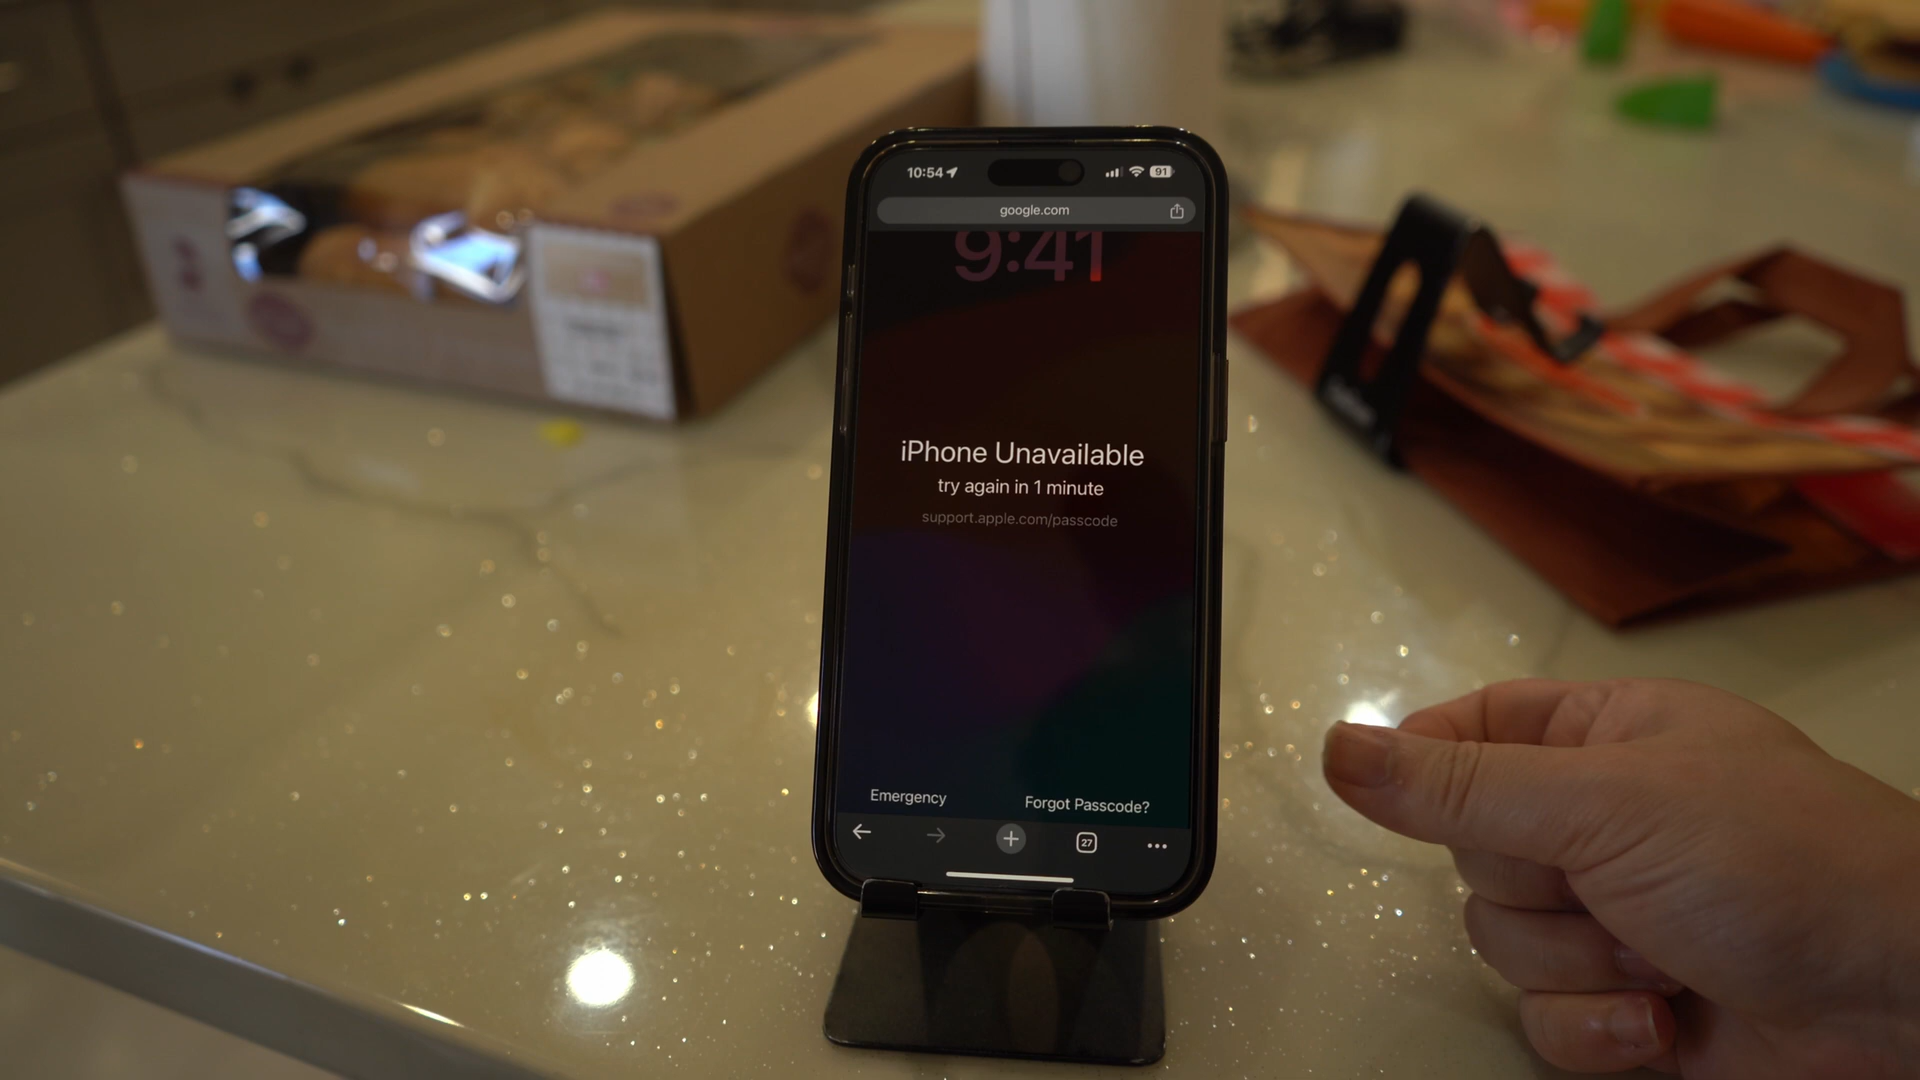 10:54
91
google.com
9:41
iPhone Unavailable
try again in 1 minute
support.apple.com/passcode
Emergency
Forgot Passcode?
27